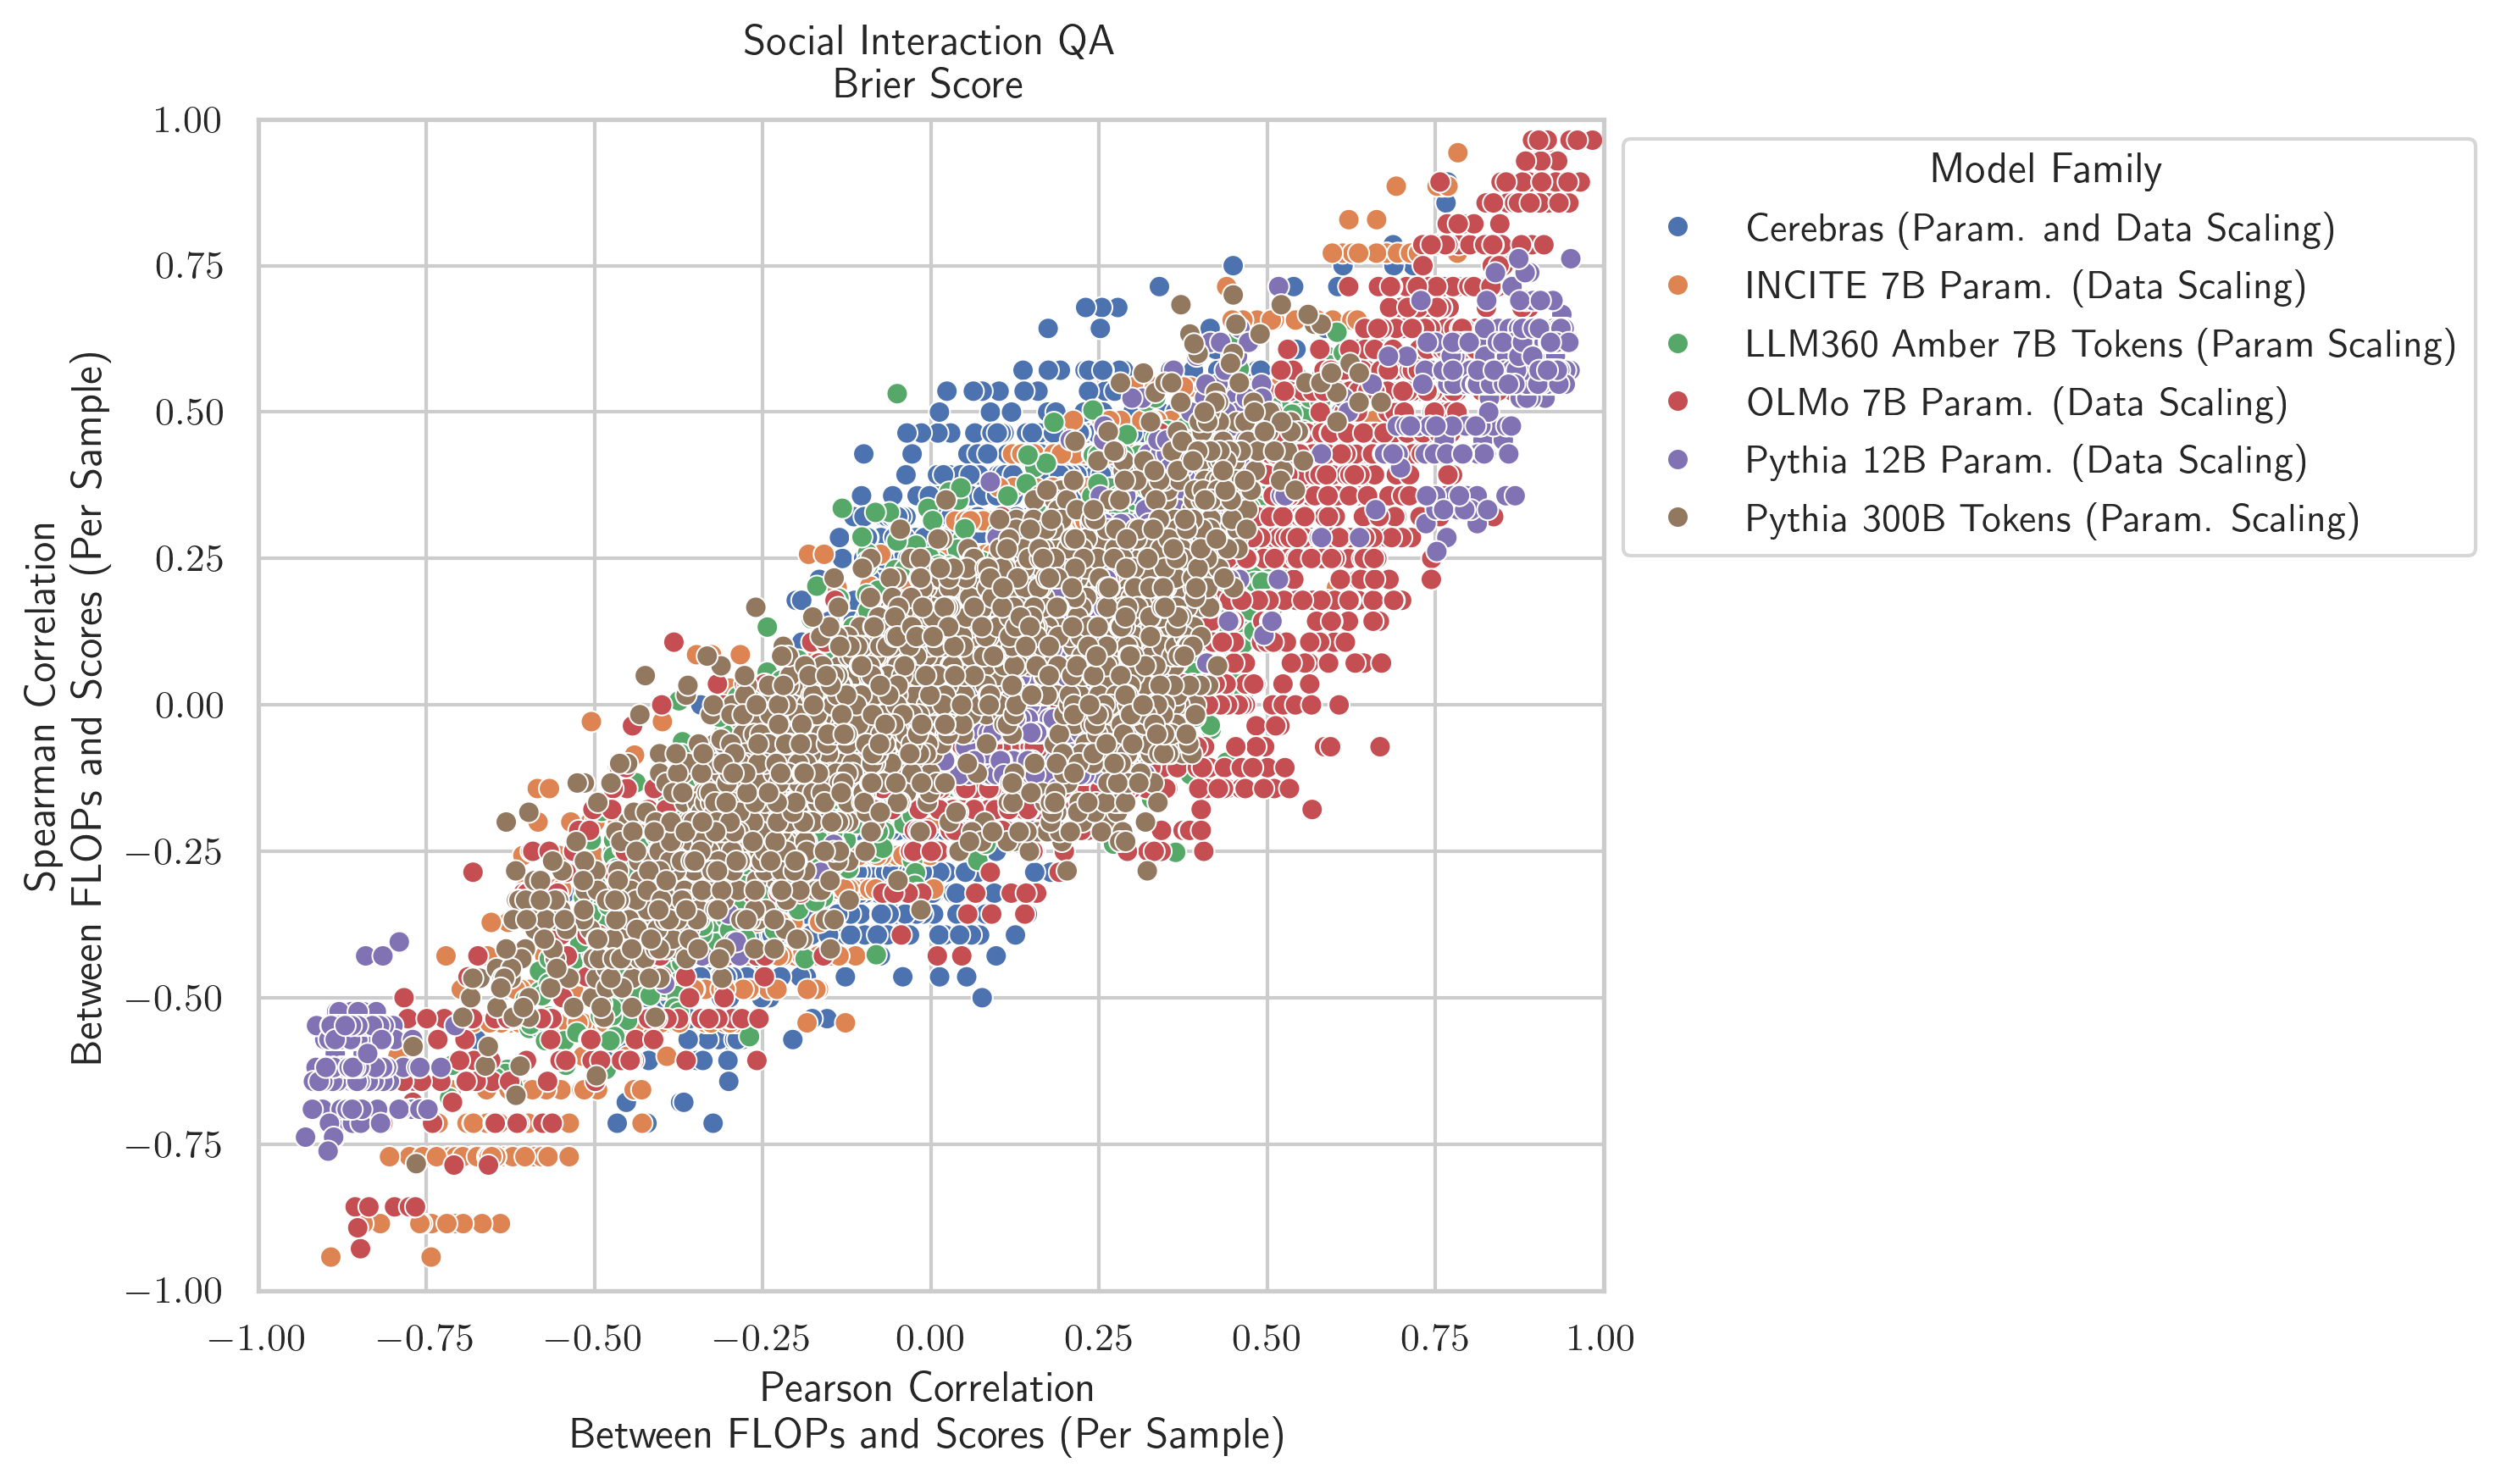 Social Interaction QA
Brier Score
Spearman Correlation
Between FLOPs and Scores (Per Sample)
1.00
0.75
0.50
0.25
0.00
−0.25
−0.50
−0.75
−1.00
−1.00
−0.75
−0.50
−0.25
0.00
0.25
0.50
0.75
1.00
Pearson Correlation
Between FLOPs and Scores (Per Sample)
Model Family
Cerebras (Param. and Data Scaling)
INCITE 7B Param. (Data Scaling)
LLM360 Amber 7B Tokens (Param Scaling)
OLMo 7B Param. (Data Scaling)
Pythia 12B Param. (Data Scaling)
Pythia 300B Tokens (Param. Scaling)